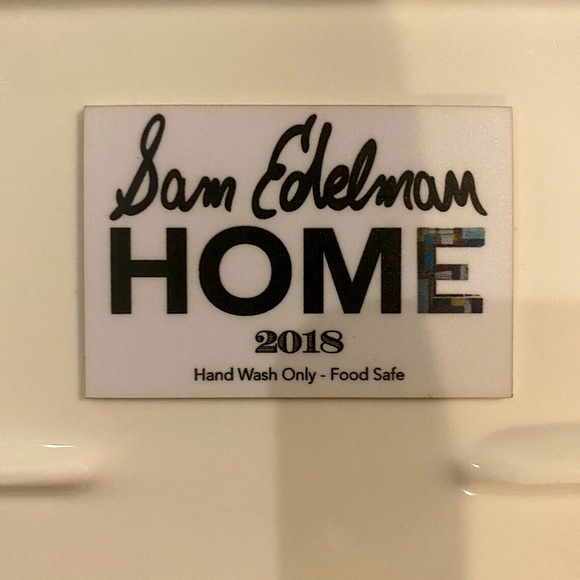 Sam Edelman
HOME
2018
Hand Wash Only - Food Safe